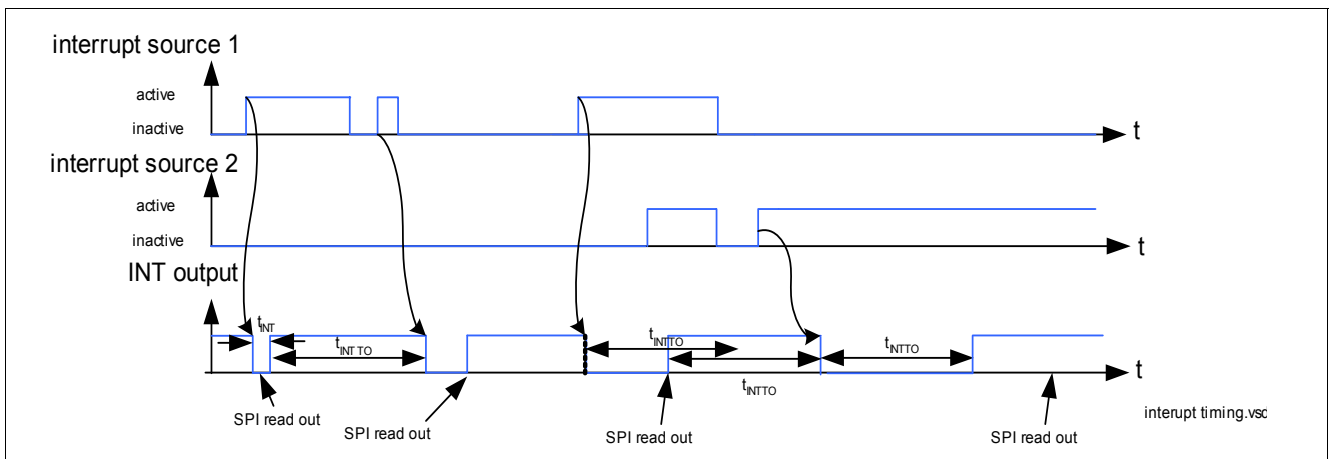 interrupt source 1
active
inactive
t
interrupt source 2
active
inactive
t
INT output
tINT
tINT TO
tINTTO
tINTTO
tINTTO
t
SPI read out
SPI read out
SPI read out
SPI read out
interupt timing.vsd